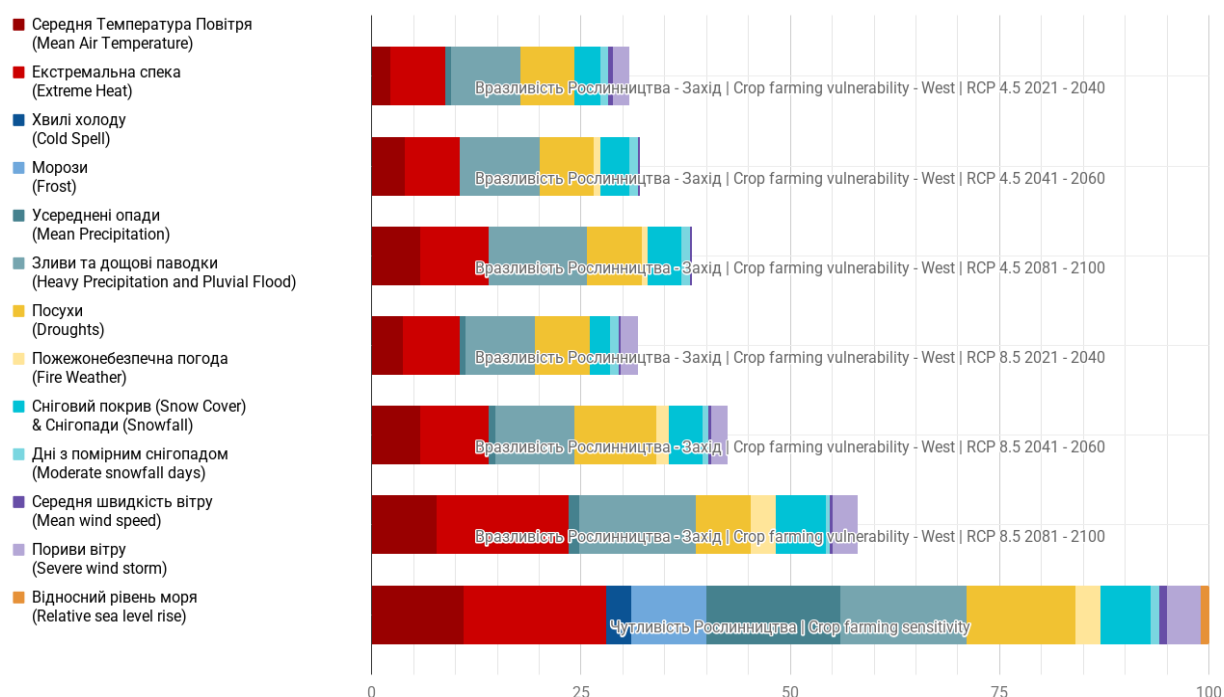 Середня Температура Повітря
(Mean Air Temperature)
Екстремальна спека
(Extreme Heat)
Хвилі холоду
(Cold Spell)
Морози
(Frost)
Усереднені опади
(Mean Precipitation)
Зливи та дощові паводки
(Heavy Precipitation and Pluvial Flood)
Посухи
(Droughts)
Пожежонебезпечна погода
(Fire Weather)
Сніговий покрив (Snow Cover)
& Снігопади (Snowfall)
Дні з помірним снігопадом
(Moderate snowfall days)
Середня швидкість вітру
(Mean wind speed)
Пориви вітру
(Severe wind storm)
Відносний рівень моря
(Relative sea level rise)
Вразливість Рослинництва - Захід | Crop farming vulnerability - West | RCP 4.5 2021 - 2040
Вразливість Рослинництва - Захід | Crop farming vulnerability - West | RCP 4.5 2041 - 2060
Вразливість Рослинництва - Захід | Crop farming vulnerability - West | RCP 4.5 2081 - 2100
Вразливість Рослинництва - Захід | Crop farming vulnerability - West | RCP 8.5 2021 - 2040
Вразливість Рослинництва - Захід | Crop farming vulnerability - West | RCP 8.5 2041 - 2060
Вразливість Рослинництва - Захід | Crop farming vulnerability - West | RCP 8.5 2081 - 2100
Чутливість Рослинництва | Crop farming sensitivity
0 25 50 75 100